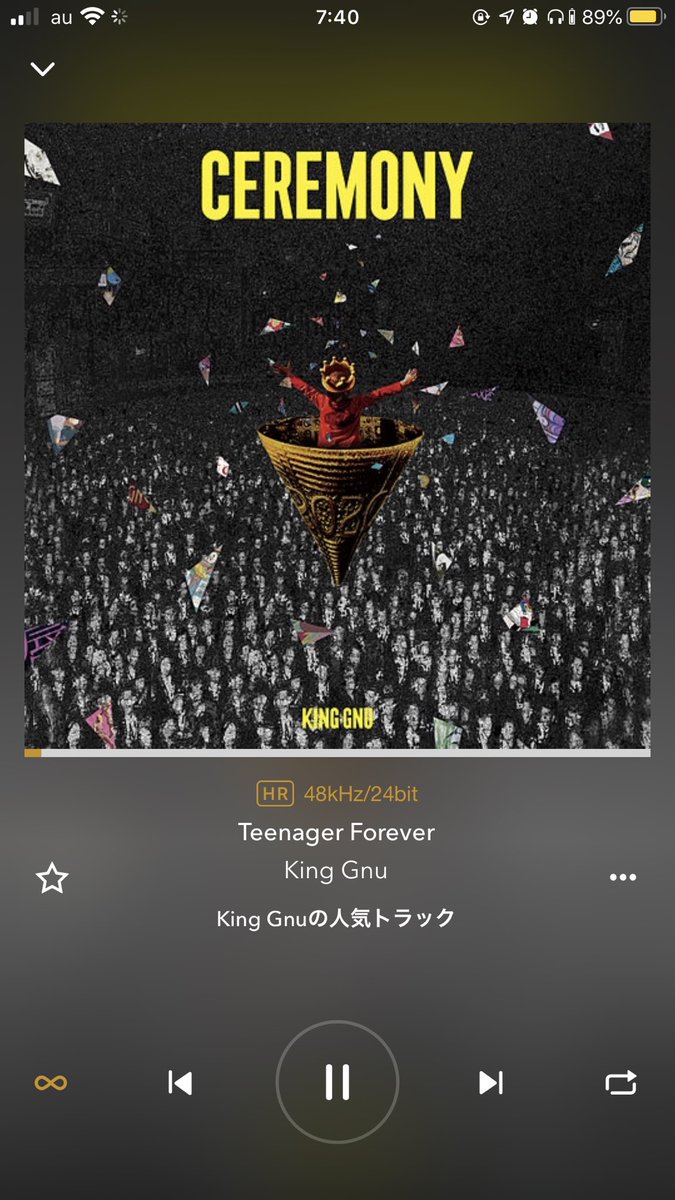 au 7:40 89%
CEREMONY
KING GNU
HR 48kHz/24bit
Teenager Forever
King Gnu
King Gnuの人気トラック